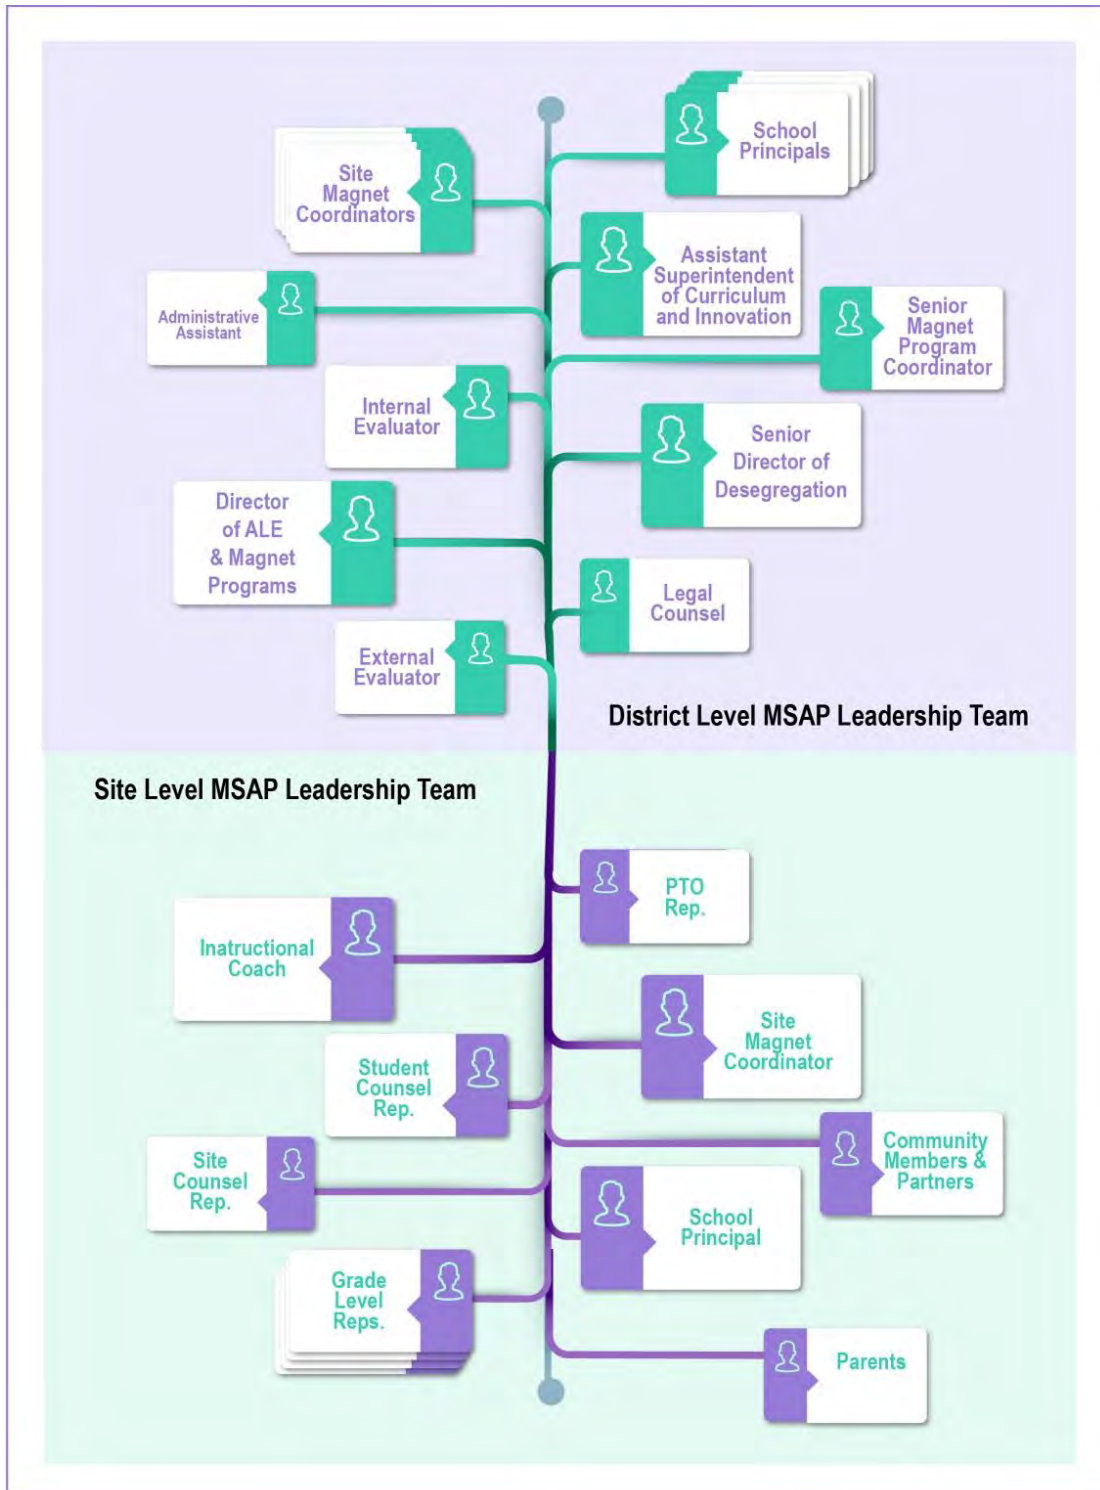 School
Principals
Site
Magnet
Coordinators
Assistant
Superintendent
of Curriculum
and Innovation
Administrative
Assistant
Senior
Magnet
Program
Coordinator
Internal
Evaluator
Senior
Director of
Desegregation
Director
of ALE
& Magnet
Programs
Legal
Counsel
External
Evaluator
District Level MSAP Leadership Team
Site Level MSAP Leadership Team
PTO
Rep.
Inatructional
Coach
Site
Magnet
Coordinator
Student
Counsel
Rep.
Community
Members &
Partners
Site
Counsel
Rep.
School
Principal
Grade
Level
Reps.
Parents